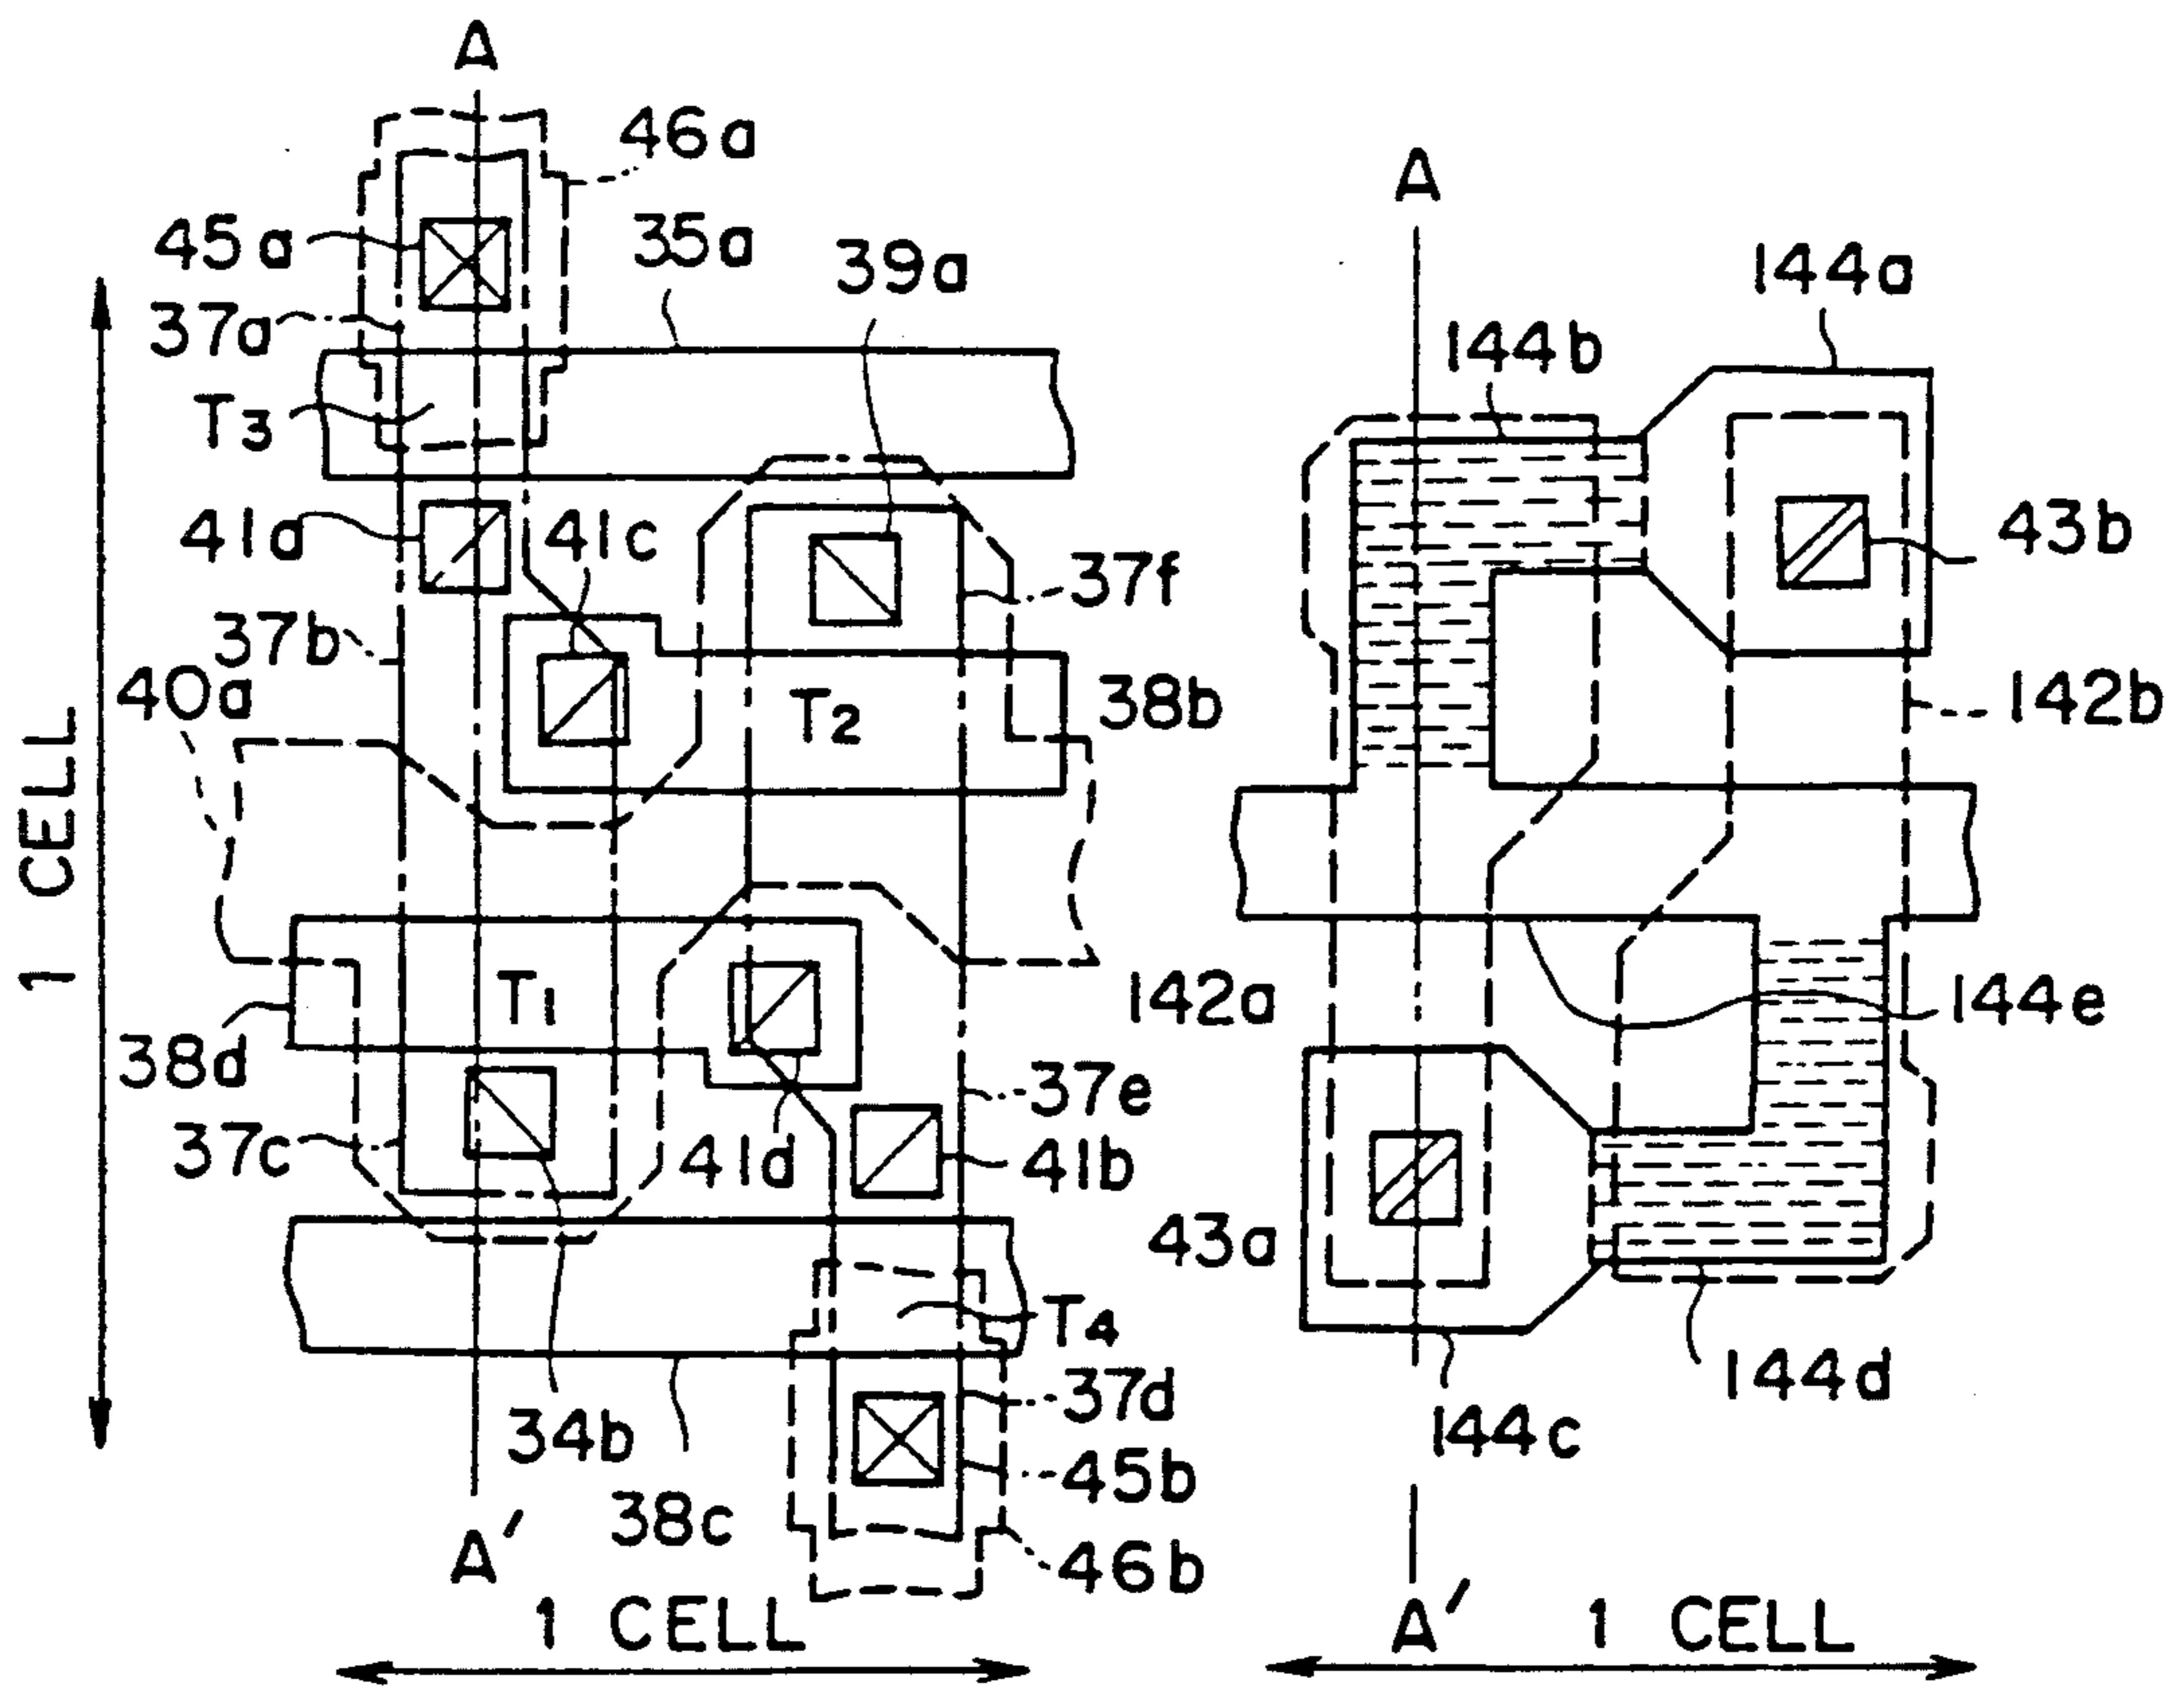 A
46a
45a
35a
39a
37a
T3
41a
41c
37f
37b
40a
T2
38b
1 CELL
T1
38d
37e
37c
41d
41b
T4
37d
34b
45b
38c
46b
A'
1 CELL
A
144a
144b
43b
142b
142a
144e
43a
144d
144c
A'
1 CELL